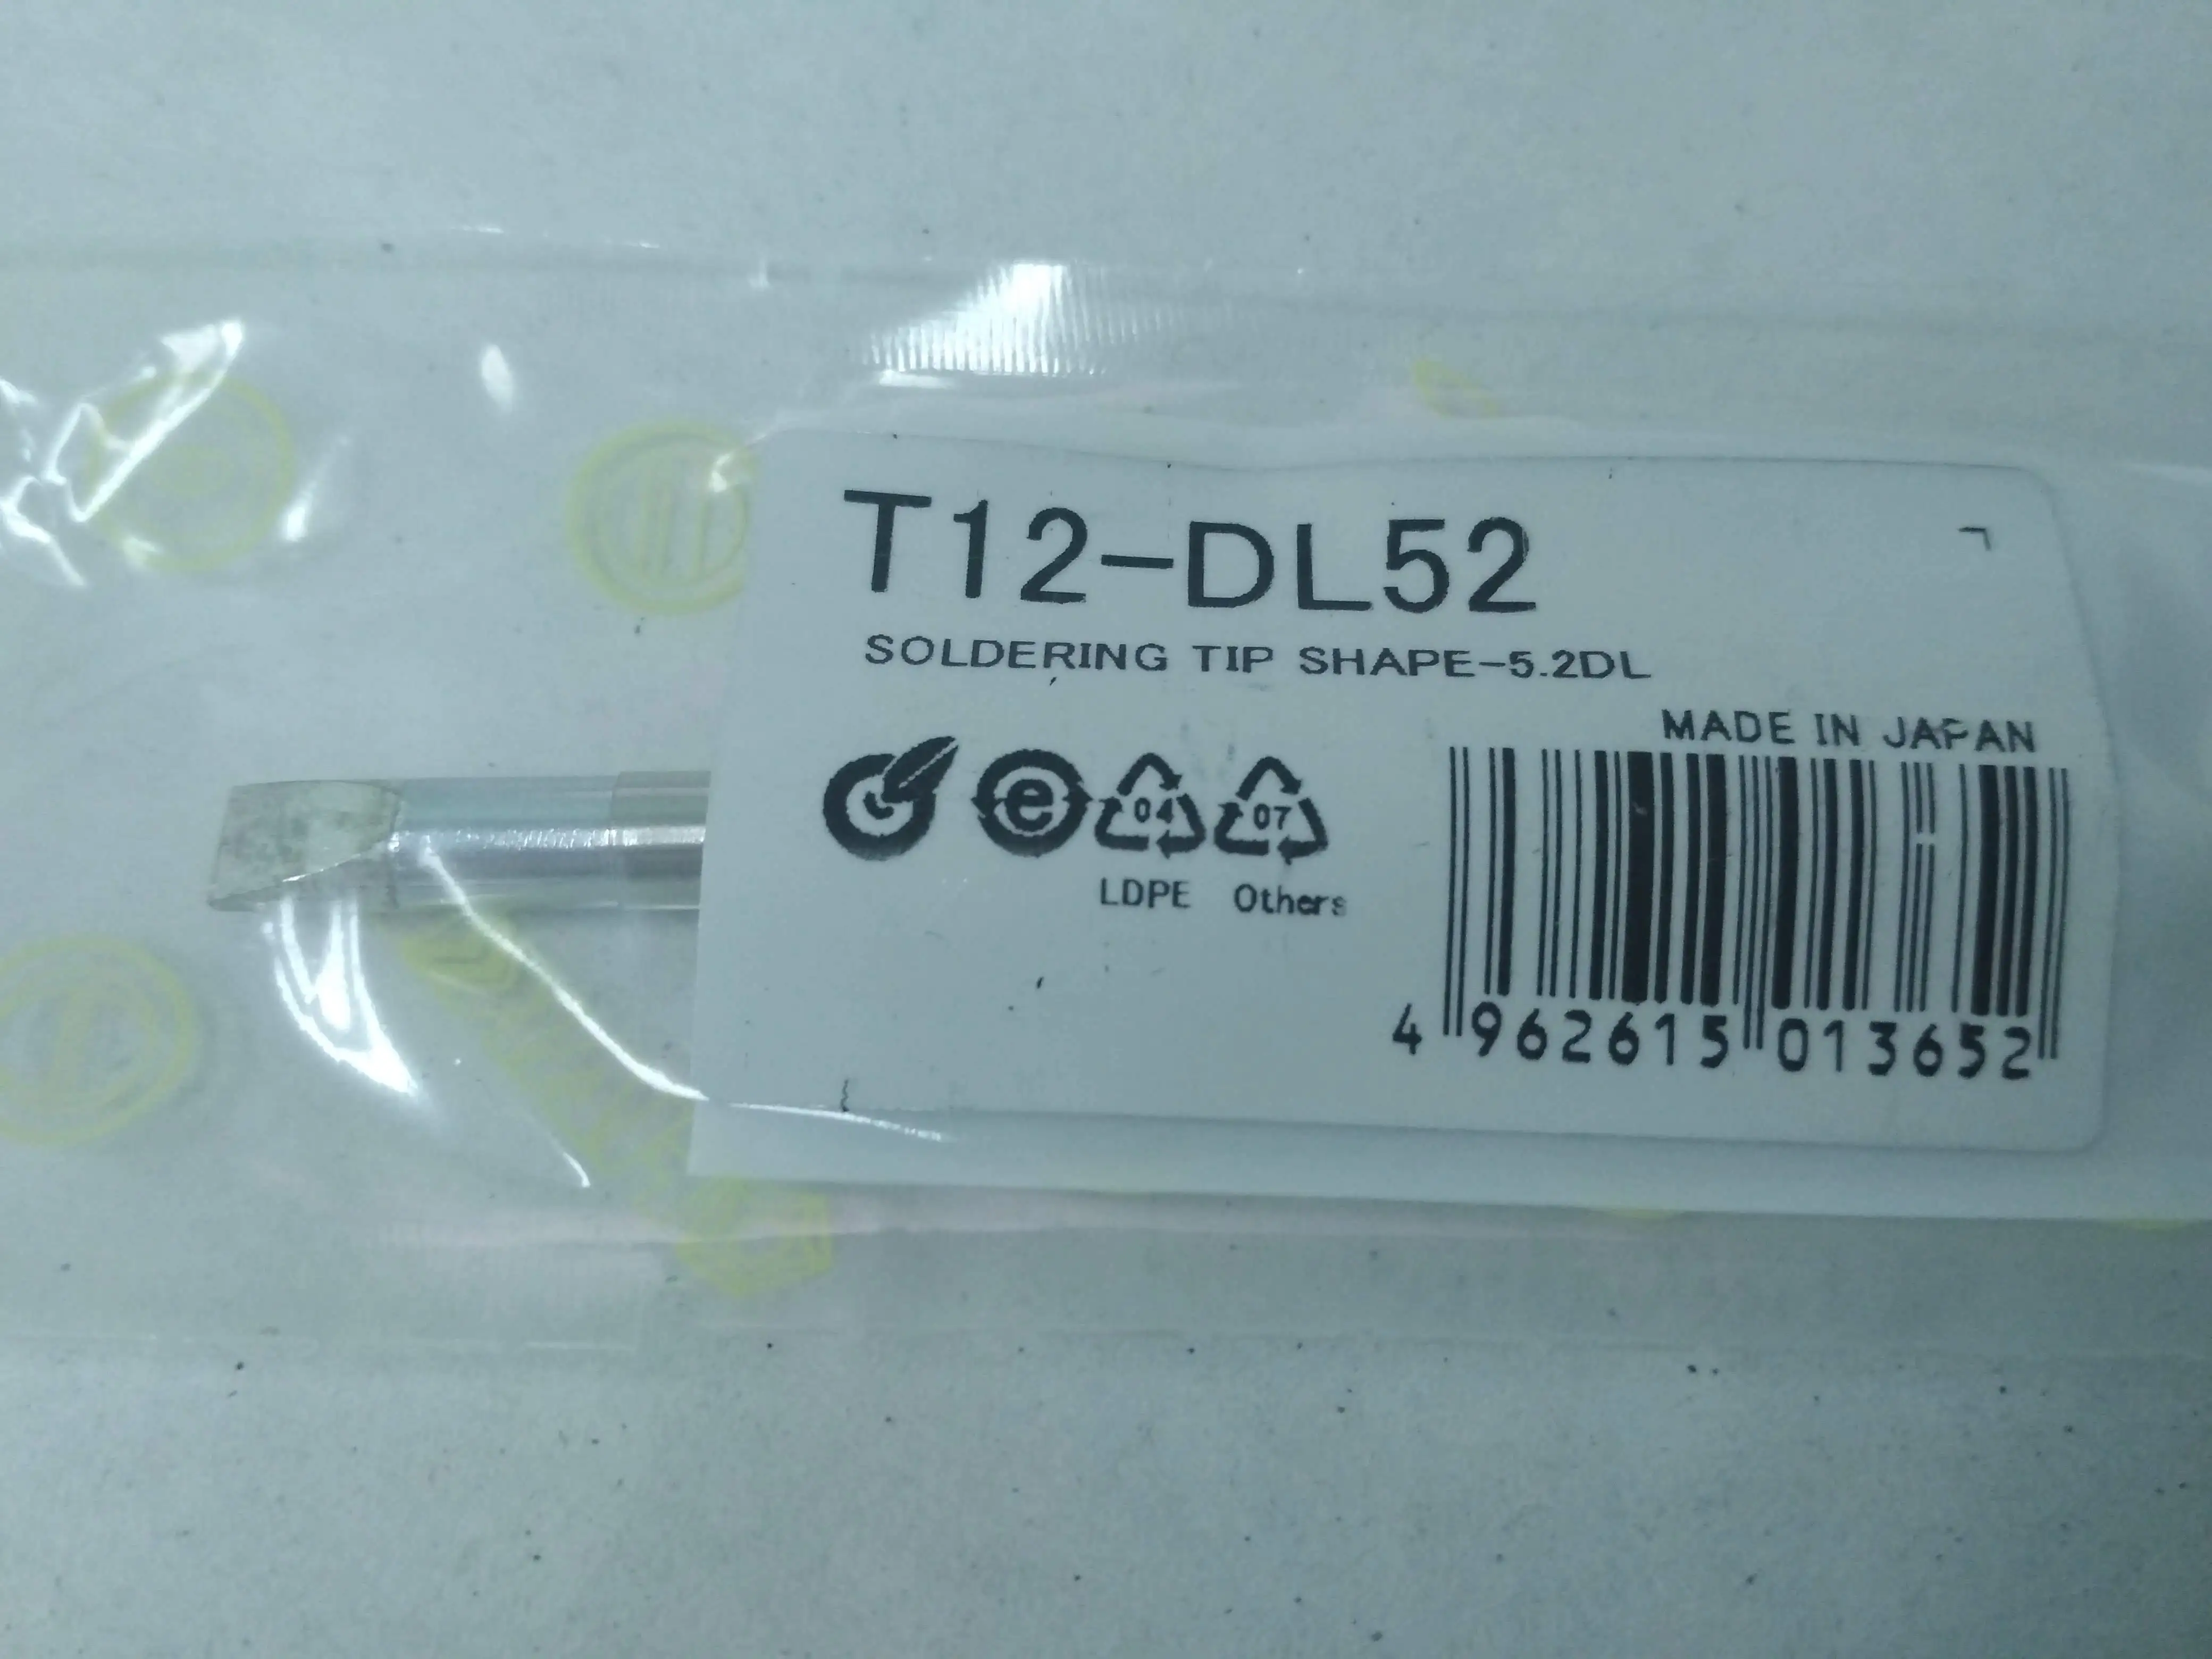 T12-DL52
SOLDERING TIP SHAPE-5.2DL
MADE IN JAPAN
e
04
07
LDPE
Others
4 962615 013652